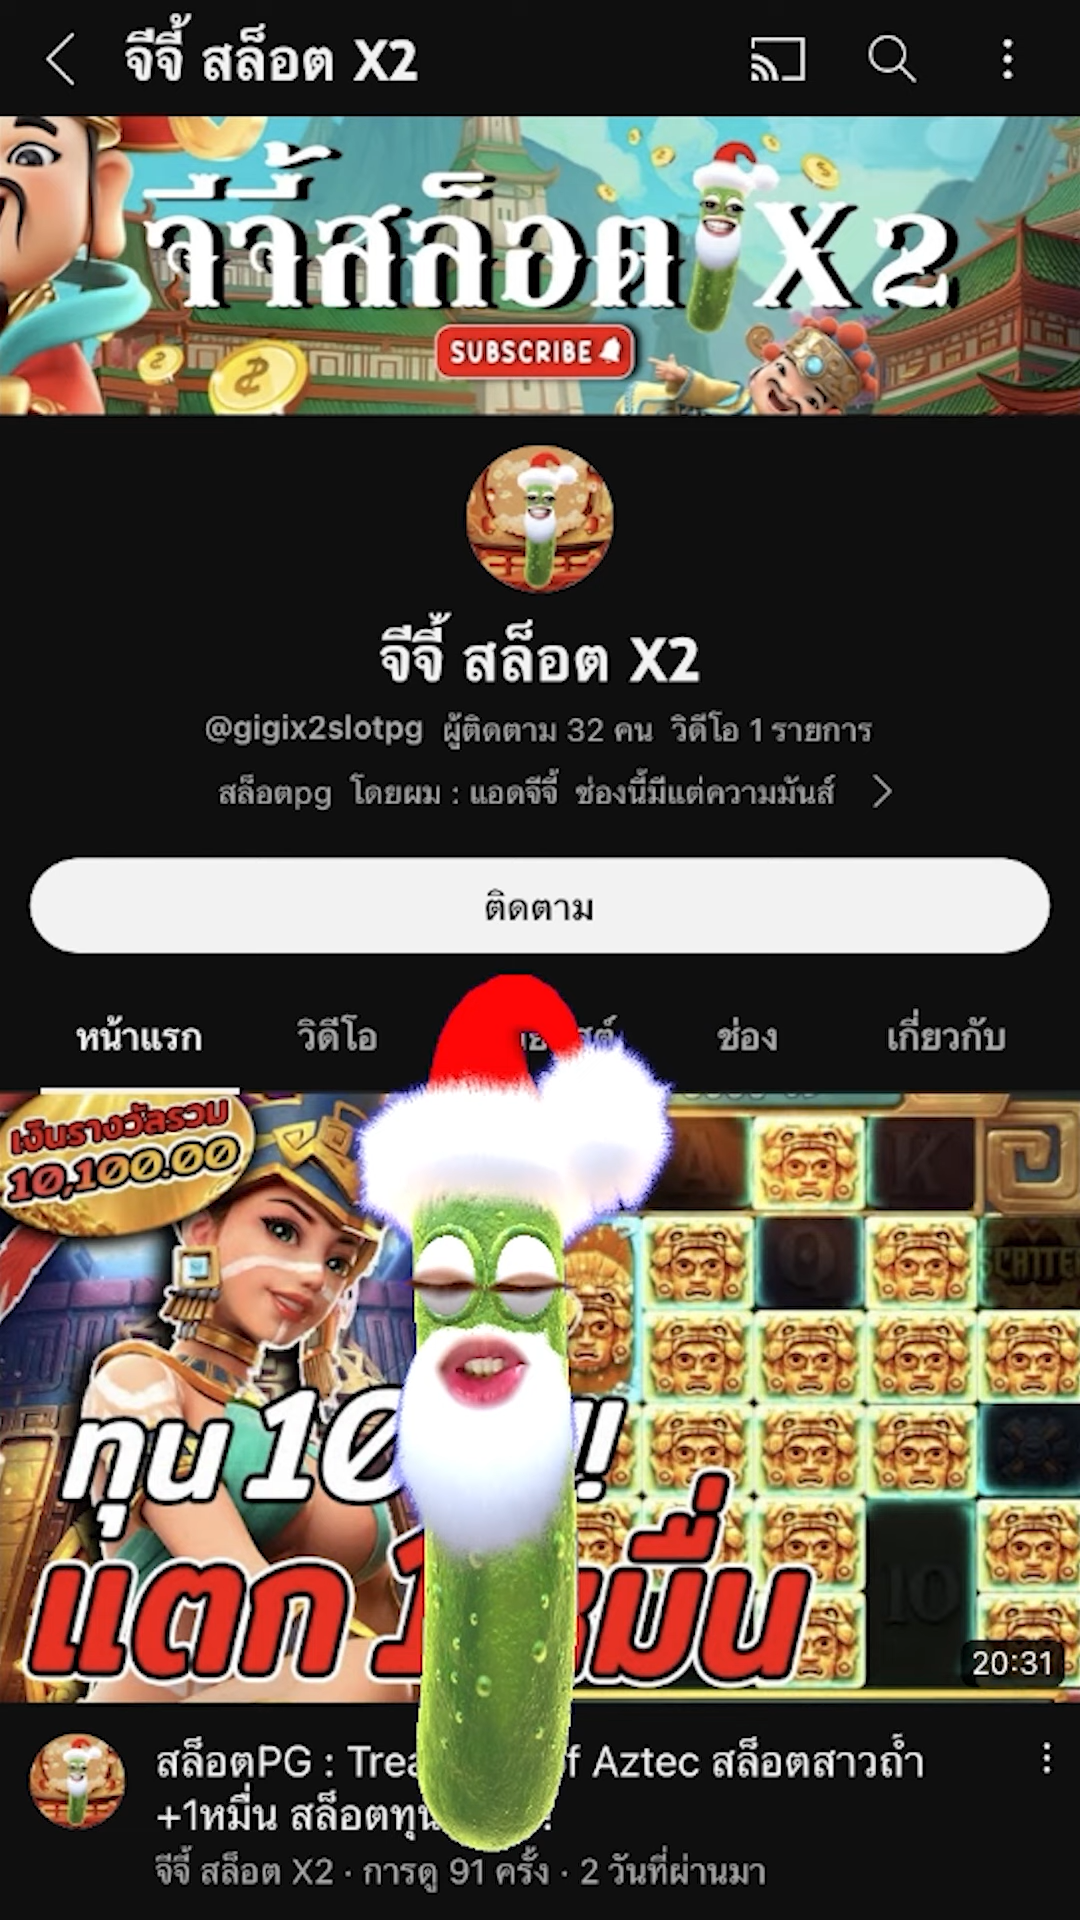 จีจี้ สล็อต X2
จีจี้สล็อต X2
SUBSCRIBE
จีจี้ สล็อต X2
@gigix2slotpg ผู้ติดตาม 32 คน วิดีโอ 1 รายการ
สล็อตpg โดยผม : แอดจีจี้ ช่องนี้มีแต่ความมันส์
ติดตาม
หน้าแรก วิดีโอ ช่อง เกี่ยวกับ
เงินรางวัลรวม
10,100.00
A K
Q SCATTE
ทุน 10 !!
แตก 1 หมื่น
10
20:31
สล็อตPG : Trea f Aztec สล็อตสาวถ้ำ
+1หมื่น สล็อตทุน !
จีจี้ สล็อต X2 · การดู 91 ครั้ง · 2 วันที่ผ่านมา